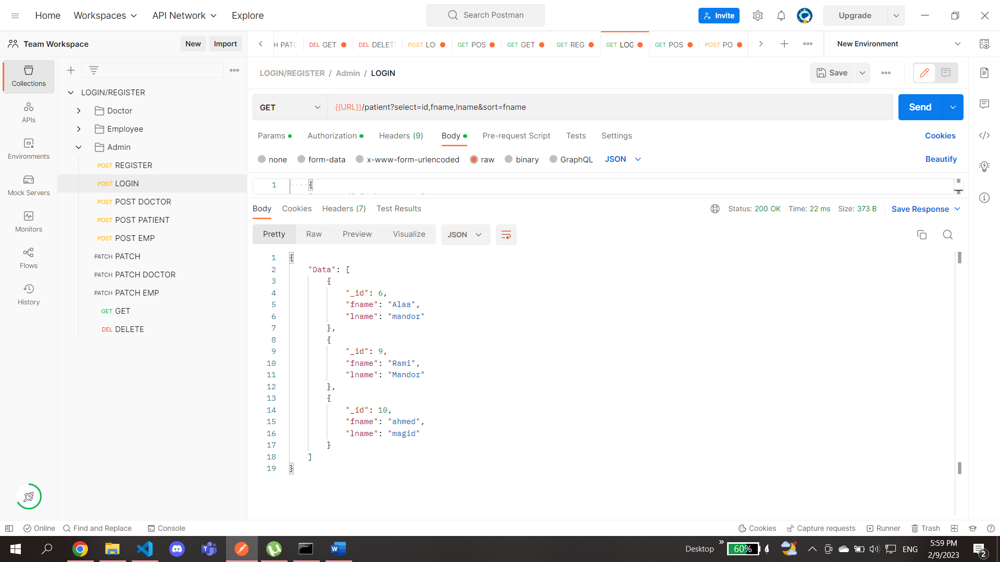 Home Workspaces API Network Explore Search Postman Invite Upgrade
Team Workspace New Import H PATC DEL GET DEL DELET POST LO GET POS GET GET GET REG GET LOG GET POS POST PO New Environment
LOGIN/REGISTER / Admin / LOGIN Save
Collections
APIs
Environments
Mock Servers
Monitors
Flows
History
LOGIN/REGISTER
Doctor
Employee
Admin
POST REGISTER
POST LOGIN
POST POST DOCTOR
POST POST PATIENT
POST POST EMP
PATCH PATCH
PATCH PATCH DOCTOR
PATCH PATCH EMP
GET GET
DEL DELETE
GET {{URL}}/patient?select=id,fname,lname&sort=fname Send
Params Authorization Headers (9) Body Pre-request Script Tests Settings Cookies
none form-data x-www-form-urlencoded raw binary GraphQL JSON Beautify
1 ····{
Body Cookies Headers (7) Test Results Status: 200 OK Time: 22 ms Size: 373 B Save Response
Pretty Raw Preview Visualize JSON
1 {
2 "Data": [
3 {
4 "_id": 6,
5 "fname": "Alaa",
6 "lname": "mandor"
7 },
8 {
9 "_id": 9,
10 "fname": "Rami",
11 "lname": "Mandor"
12 },
13 {
14 "_id": 10,
15 "fname": "ahmed",
16 "lname": "magid"
17 }
18 ]
19 }
Online Find and Replace Console Cookies Capture requests Runner Trash
Desktop 60% ENG 5:59 PM
2/9/2023 2